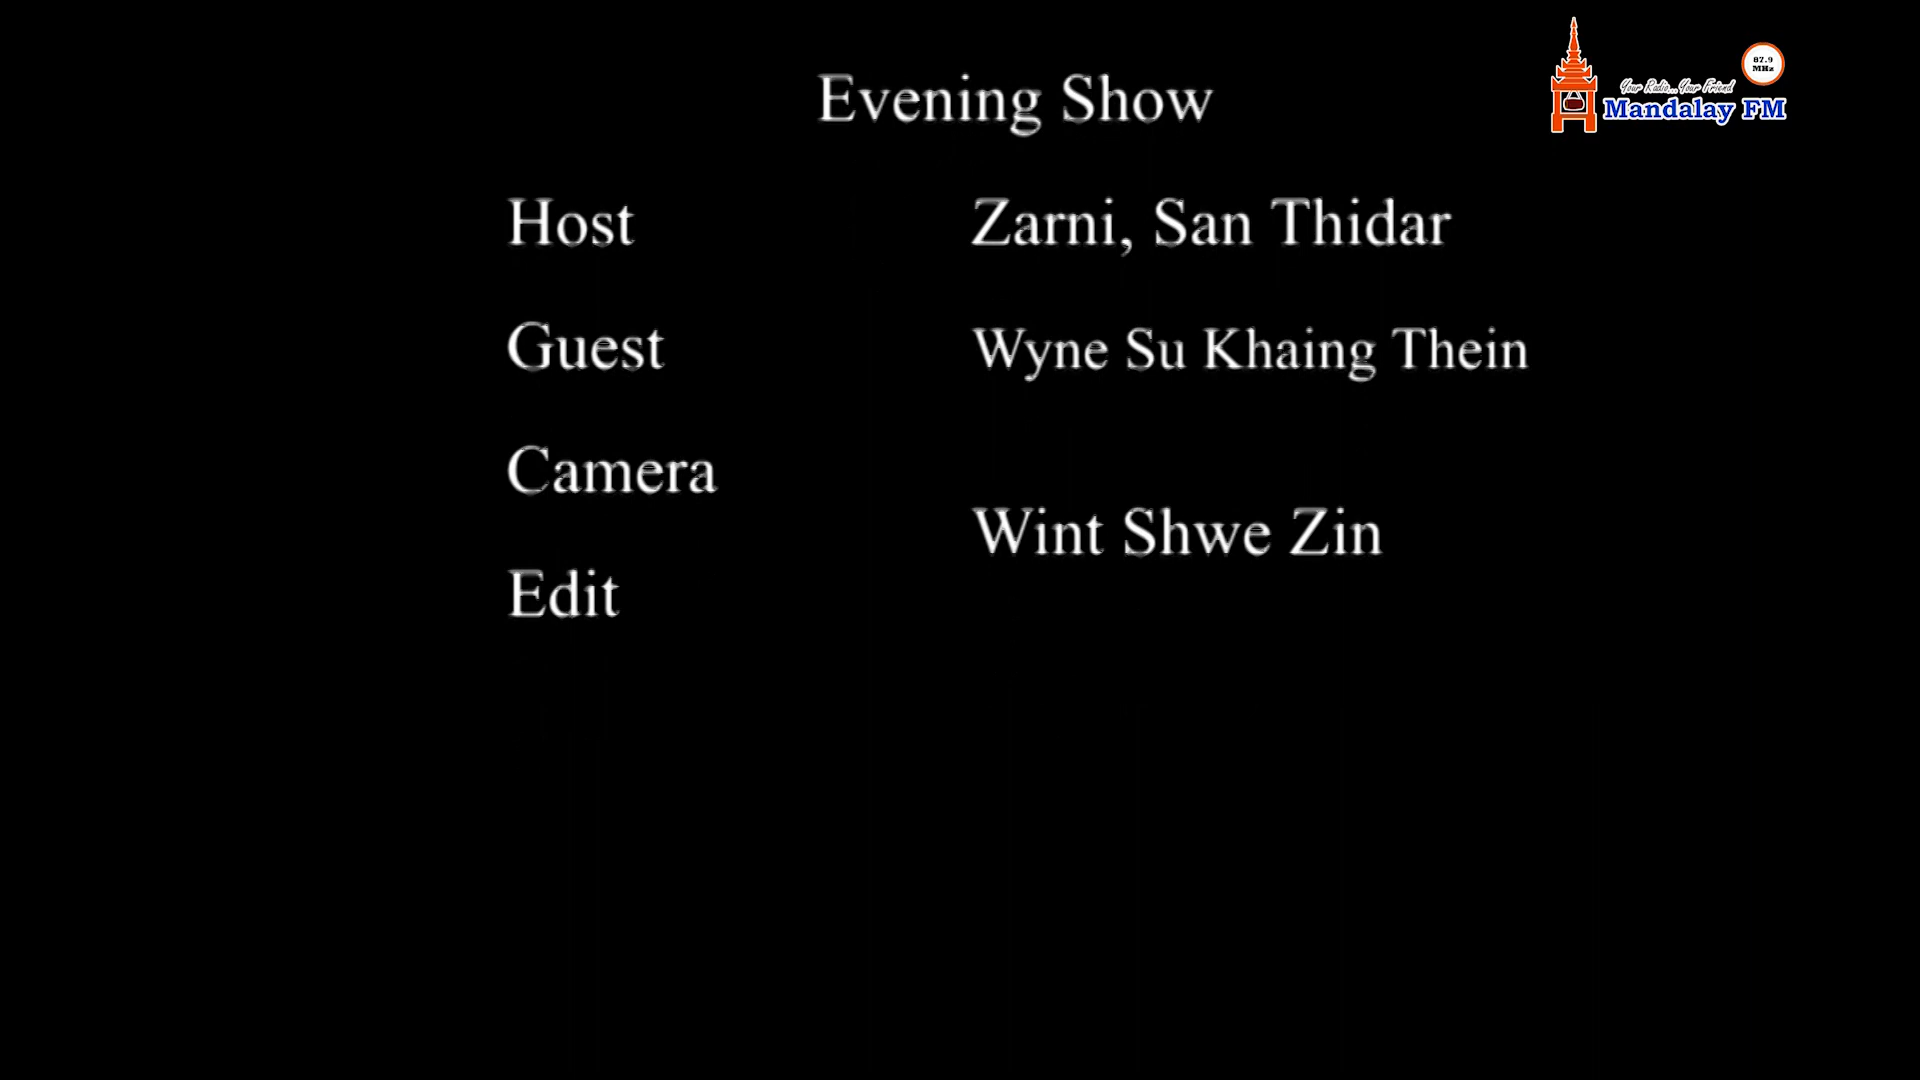 Evening Show
87.9
MHz
Your Radio... Your Friend
Mandalay FM
Host Zarni, San Thidar
Guest Wyne Su Khaing Thein
Camera
Wint Shwe Zin
Edit